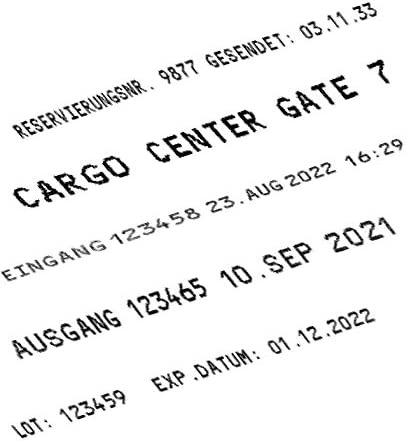 RESERVIERUNGSNR. 9877 GESENDET: 03.11.33
CARGO CENTER GATE 7
EINGANG 123458 23.AUG 2022 16:29
AUSGANG 123465 10.SEP 2021
LOT: 123459 EXP.DATUM: 01.12.2022